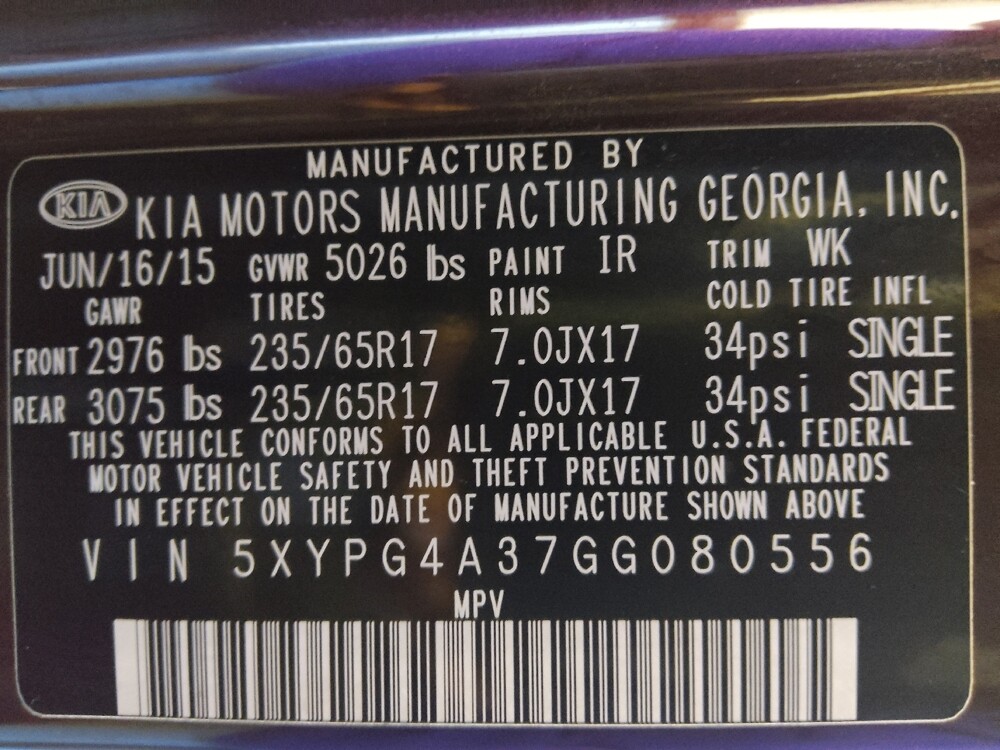 MANUFACTURED BY
KIA KIA MOTORS MANUFACTURING GEORGIA, INC.
JUN/16/15 GVWR 5026 lbs PAINT IR TRIM WK
GAWR TIRES RIMS COLD TIRE INFL
FRONT 2976 lbs 235/65R17 7.0JX17 34psi SINGLE
REAR 3075 lbs 235/65R17 7.0JX17 34psi SINGLE
THIS VEHICLE CONFORMS TO ALL APPLICABLE U.S.A. FEDERAL
MOTOR VEHICLE SAFETY AND THEFT PREVENTION STANDARDS
IN EFFECT ON THE DATE OF MANUFACTURE SHOWN ABOVE
VIN 5XYPG4A37GG080556
MPV